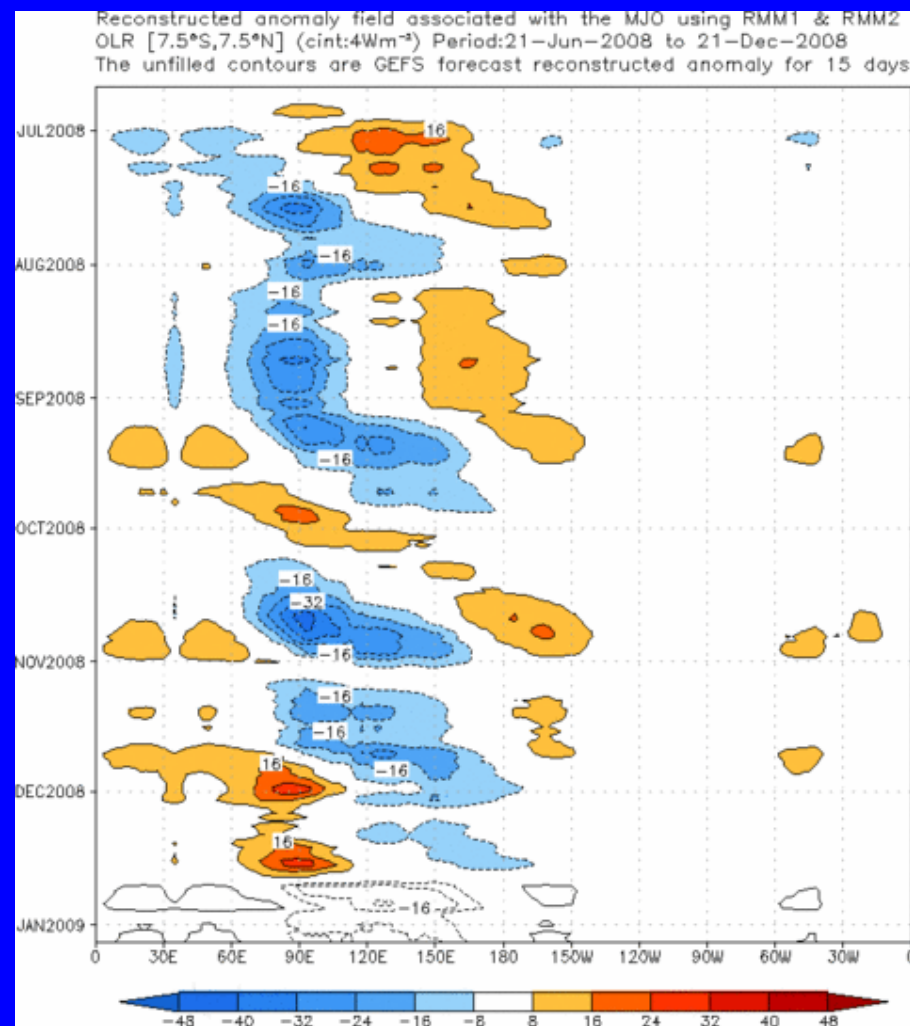 Reconstructed anomaly field associated with the MJO using RMM1 & RMM2
OLR [7.5°S,7.5°N] (cint:4Wm⁻²) Period:21-Jun-2008 to 21-Dec-2008
The unfilled contours are GEFS forecast reconstructed anomaly for 15 days
JUL2008
16
-16
AUG2008
-16
-16
-16
SEP2008
-16
OCT2008
-16
-32
-16
NOV2008
-16
-16
16
-16
DEC2008
16
-16
JAN2009
0 30E 60E 90E 120E 150E 180 150W 120W 90W 60W 30W 0
-48 -40 -32 -24 -16 -8 8 16 24 32 40 48